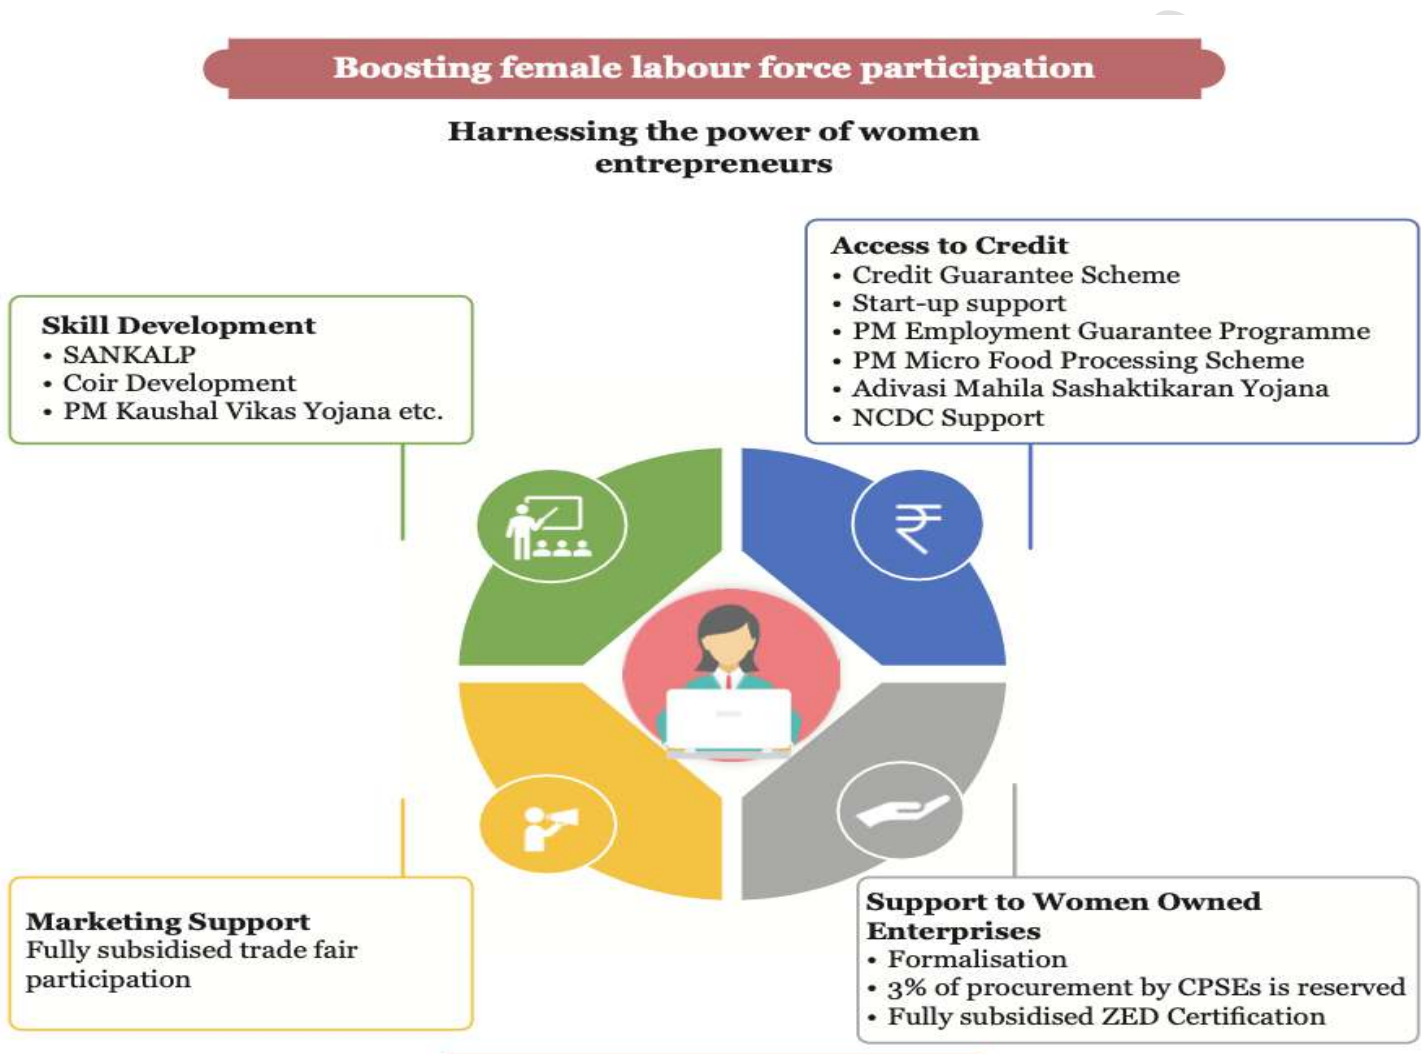 Boosting female labour force participation
Harnessing the power of women
entrepreneurs
Skill Development
• SANKALP
• Coir Development
• PM Kaushal Vikas Yojana etc.
Access to Credit
• Credit Guarantee Scheme
• Start-up support
• PM Employment Guarantee Programme
• PM Micro Food Processing Scheme
• Adivasi Mahila Sashaktikaran Yojana
• NCDC Support
₹
Marketing Support
Fully subsidised trade fair
participation
Support to Women Owned
Enterprises
• Formalisation
• 3% of procurement by CPSEs is reserved
• Fully subsidised ZED Certification